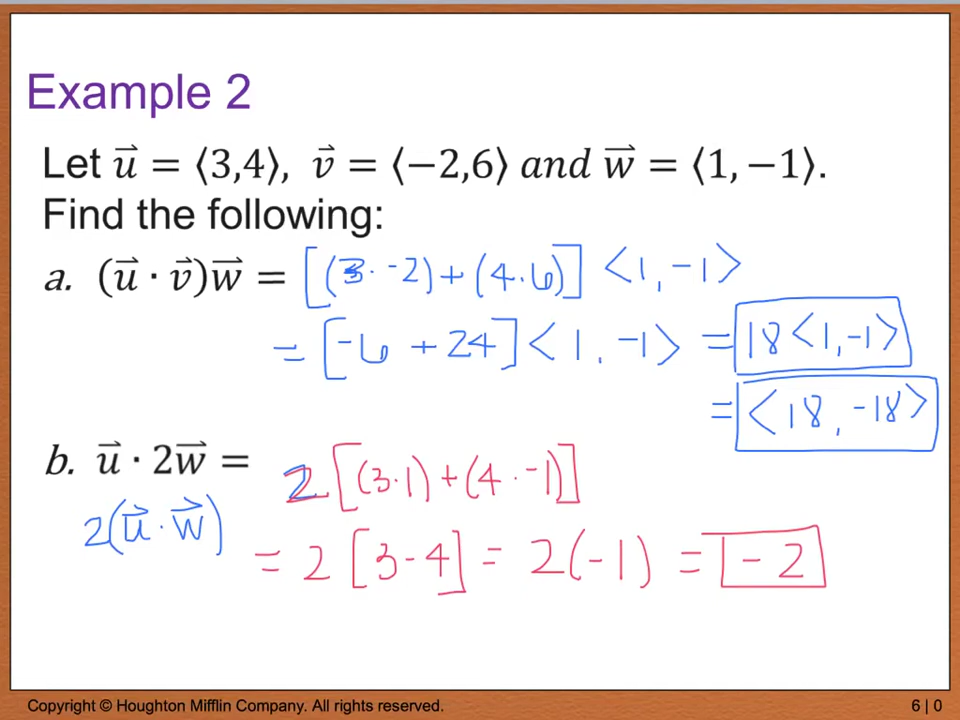 Example 2
Let u⃗ = ⟨3,4⟩, v⃗ = ⟨−2,6⟩ and w⃗ = ⟨1,−1⟩.
Find the following:
a. (u⃗ · v⃗)w⃗ = [(3·-2)+(4·6)] <1,-1>
= [-6 + 24] <1,-1> = 18<1,-1>
= <18,-18>
b. u⃗ · 2w⃗ = 2[(3·1)+(4·-1)]
2(u⃗·w⃗)
= 2[3-4] = 2(-1) = -2
Copyright © Houghton Mifflin Company. All rights reserved. 6 | 0